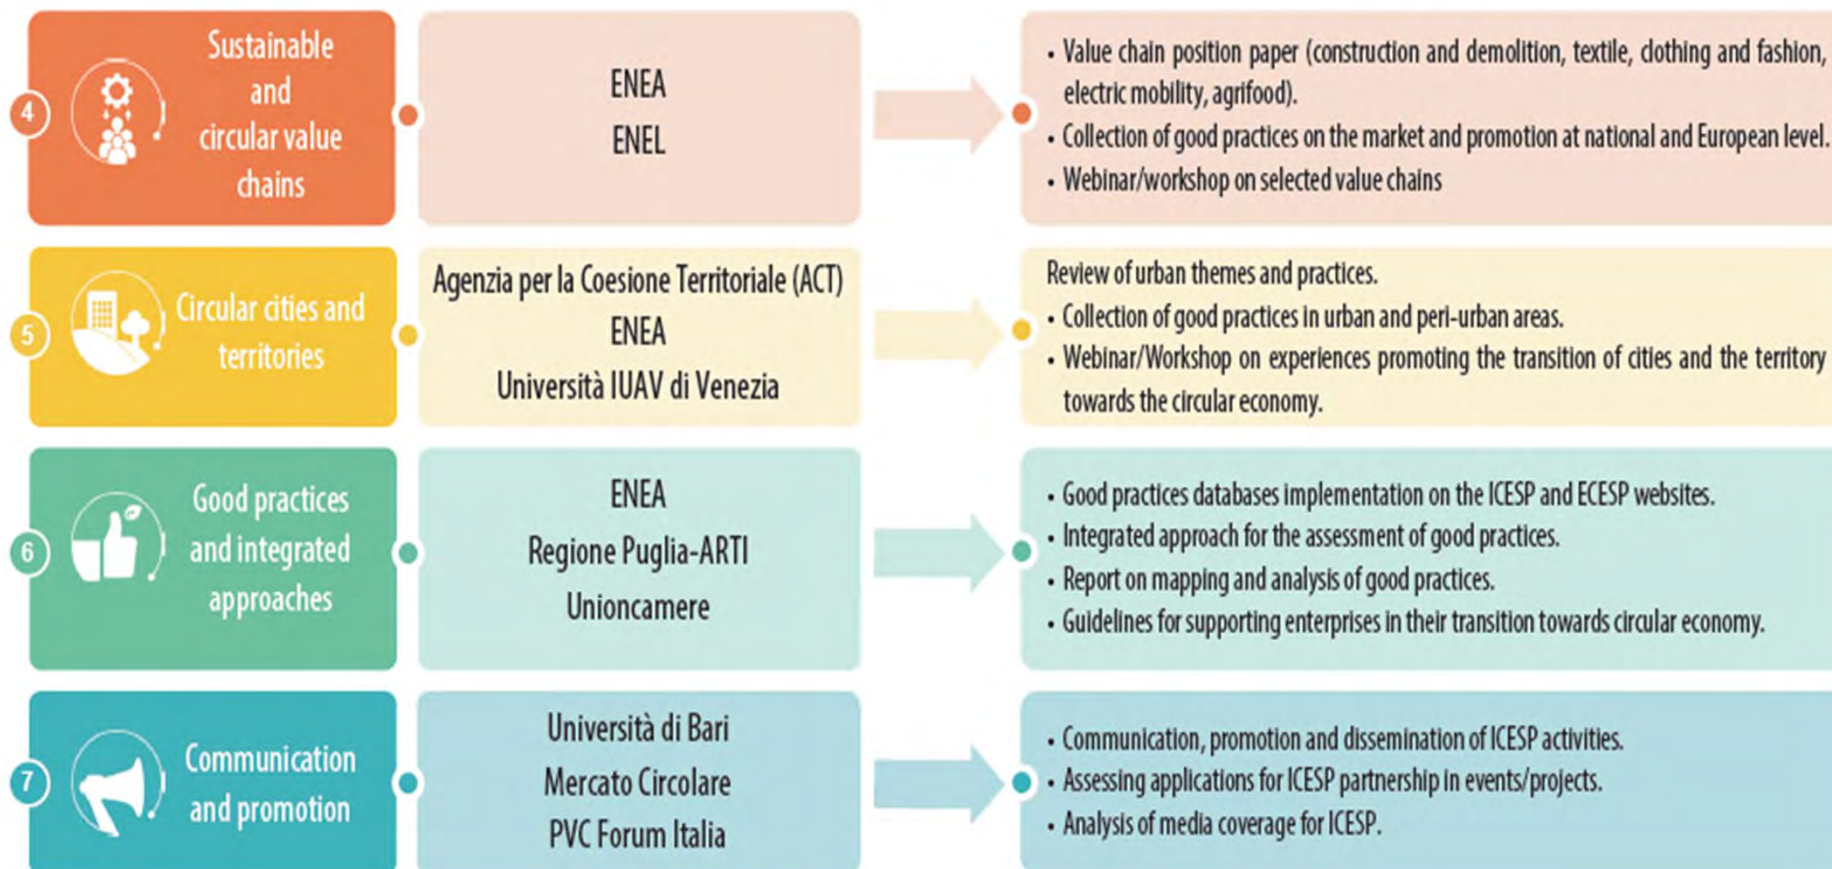 4
Sustainable
and
circular value
chains
ENEA
ENEL
• Value chain position paper (construction and demolition, textile, clothing and fashion,
electric mobility, agrifood).
• Collection of good practices on the market and promotion at national and European level.
• Webinar/workshop on selected value chains
5
Circular cities and
territories
Agenzia per la Coesione Territoriale (ACT)
ENEA
Università IUAV di Venezia
Review of urban themes and practices.
• Collection of good practices in urban and peri-urban areas.
• Webinar/Workshop on experiences promoting the transition of cities and the territory
towards the circular economy.
6
Good practices
and integrated
approaches
ENEA
Regione Puglia-ARTI
Unioncamere
• Good practices databases implementation on the ICESP and ECESP websites.
• Integrated approach for the assessment of good practices.
• Report on mapping and analysis of good practices.
• Guidelines for supporting enterprises in their transition towards circular economy.
7
Communication
and promotion
Università di Bari
Mercato Circolare
PVC Forum Italia
• Communication, promotion and dissemination of ICESP activities.
• Assessing applications for ICESP partnership in events/projects.
• Analysis of media coverage for ICESP.